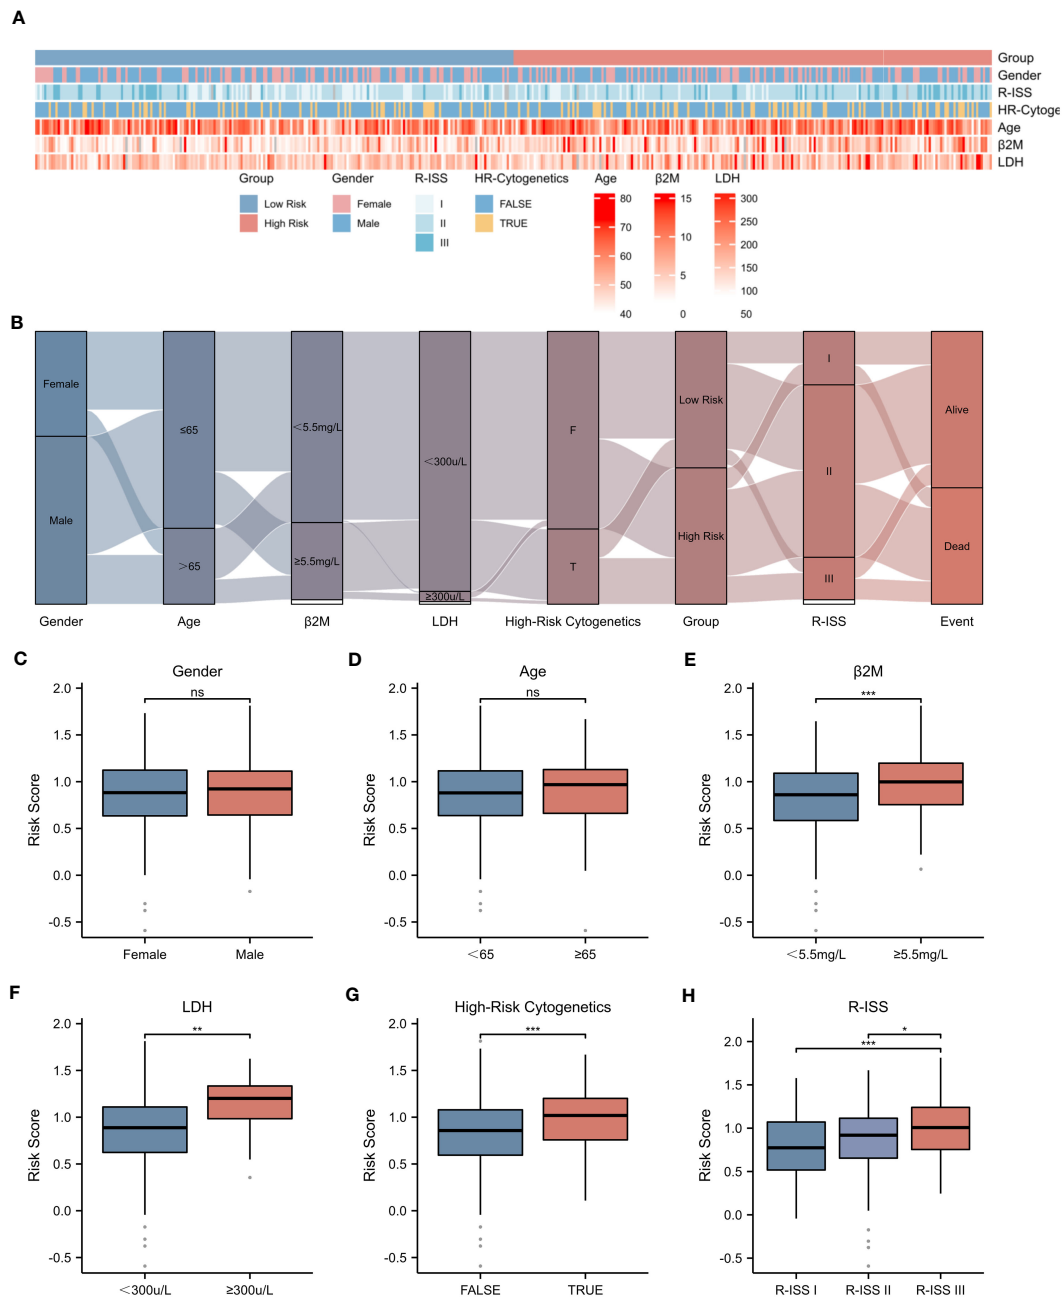 A
Group
Gender
R-ISS
HR-Cytoge
Age
β2M
LDH
Group Gender R-ISS HR-Cytogenetics Age β2M LDH
Low Risk Female I FALSE 80 15 300
High Risk Male II TRUE 70 10 250
III 60 5 200
50 0 150
40 100
50
B
Female Male
≤65 >65
<5.5mg/L ≥5.5mg/L
<300u/L ≥300u/L
F T
Low Risk High Risk
I II III
Alive Dead
Gender Age β2M LDH High-Risk Cytogenetics Group R-ISS Event
C
Gender
ns
Risk Score
2.0
1.5
1.0
0.5
0.0
-0.5
Female Male
D
Age
ns
Risk Score
2.0
1.5
1.0
0.5
0.0
-0.5
<65 ≥65
E
β2M
***
Risk Score
2.0
1.5
1.0
0.5
0.0
-0.5
<5.5mg/L ≥5.5mg/L
F
LDH
**
Risk Score
2.0
1.5
1.0
0.5
0.0
-0.5
<300u/L ≥300u/L
G
High-Risk Cytogenetics
***
Risk Score
2.0
1.5
1.0
0.5
0.0
-0.5
FALSE TRUE
H
R-ISS
*
***
Risk Score
2.0
1.5
1.0
0.5
0.0
-0.5
R-ISS I R-ISS II R-ISS III